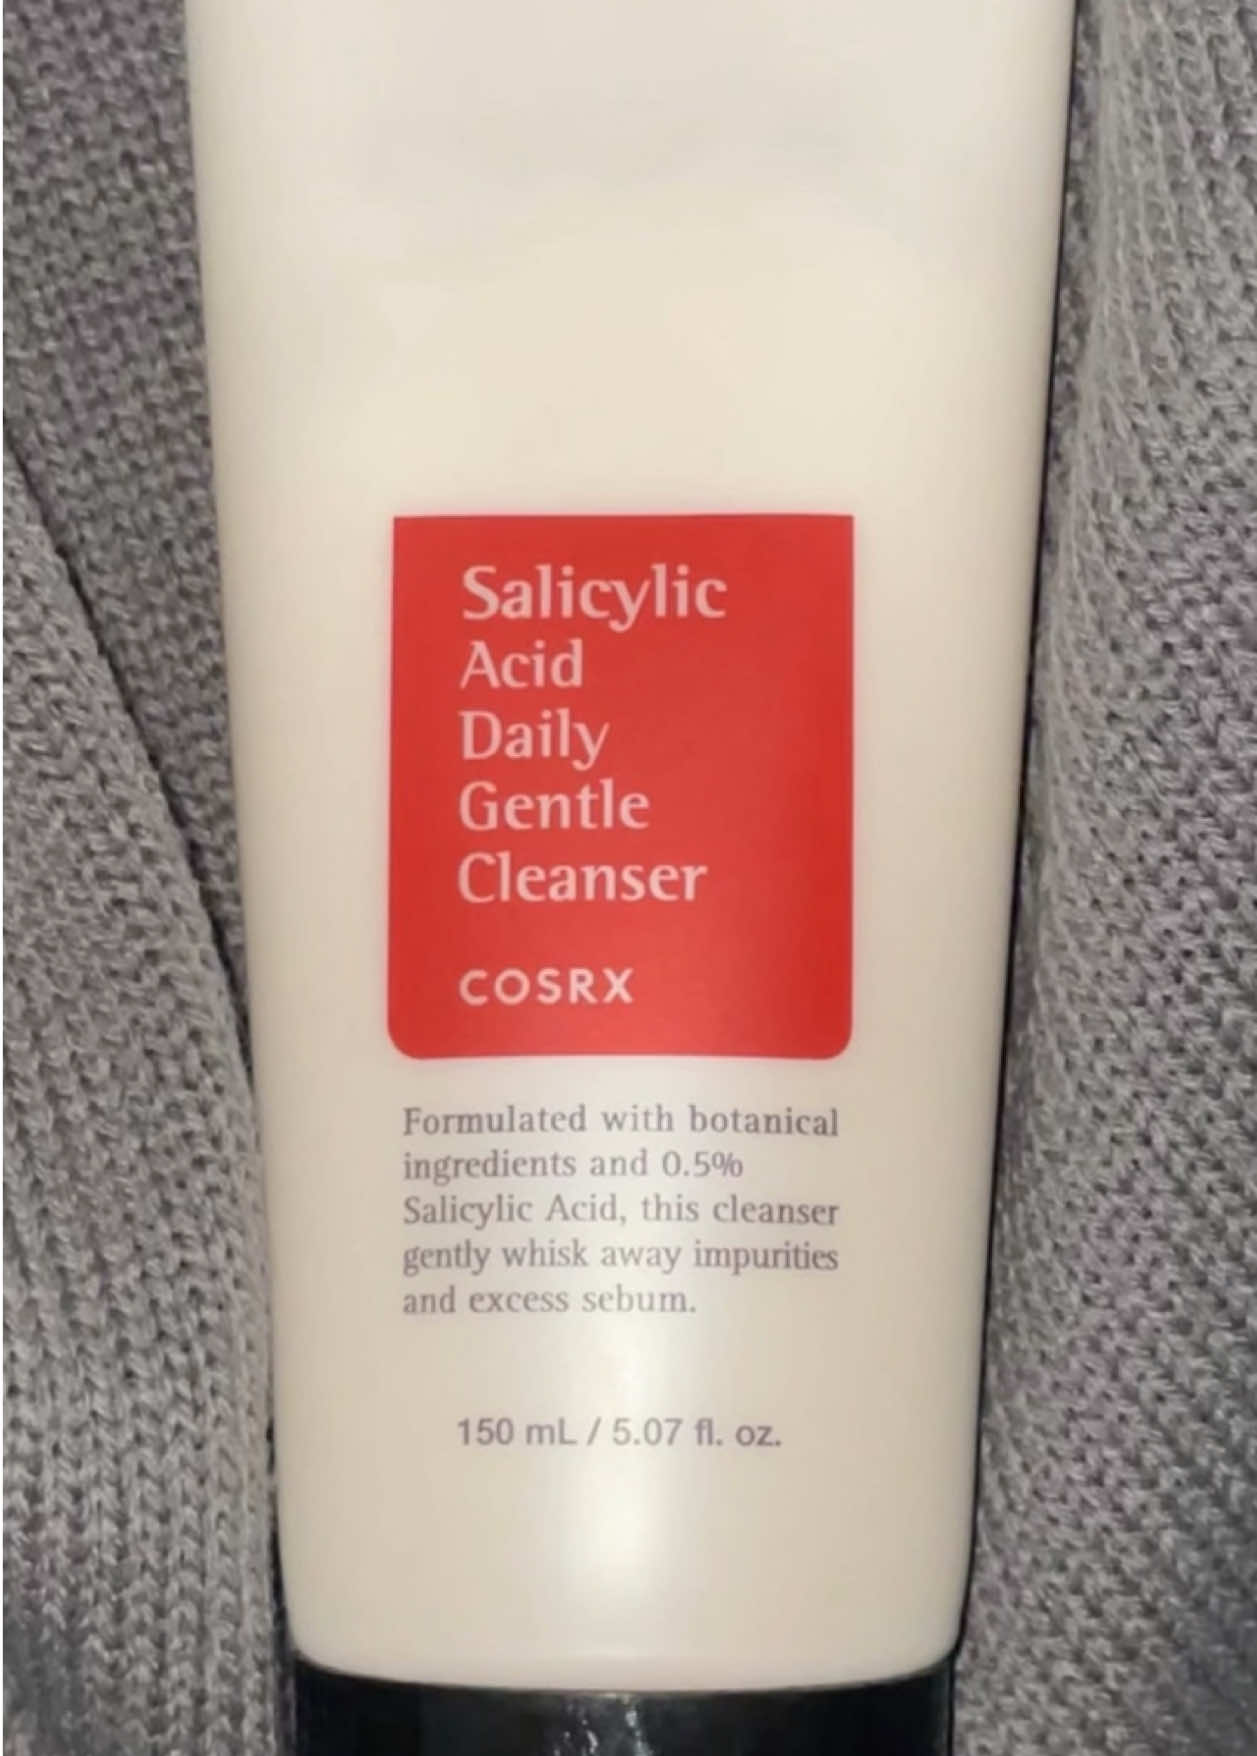 Salicylic
Acid
Daily
Gentle
Cleanser
COSRX
Formulated with botanical
ingredients and 0.5%
Salicylic Acid, this cleanser
gently whisk away impurities
and excess sebum.
150 mL / 5.07 fl. oz.